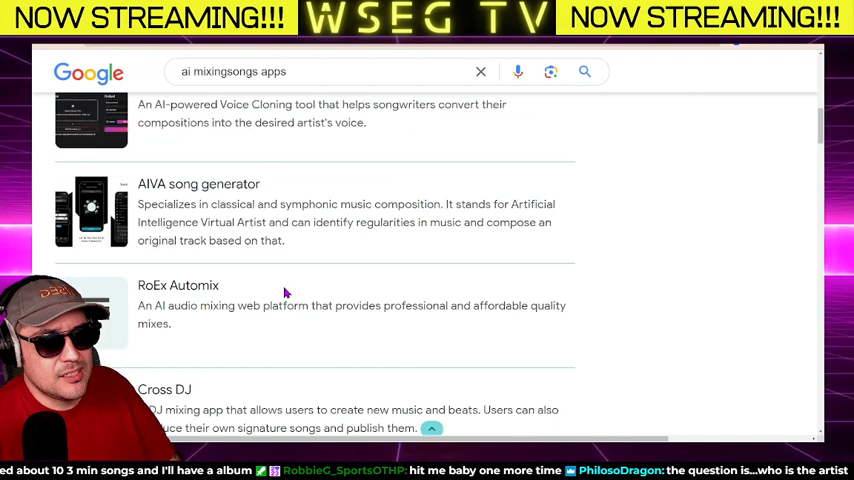 NOW STREAMING!!!
WSEG TV
NOW STREAMING!!!
Google
ai mixingsongs apps
An AI-powered Voice Cloning tool that helps songwriters convert their
compositions into the desired artist's voice.
AIVA song generator
Specializes in classical and symphonic music composition. It stands for Artificial
Intelligence Virtual Artist and can identify regularities in music and compose an
original track based on that.
RoEx Automix
An AI audio mixing web platform that provides professional and affordable quality
mixes.
Cross DJ
DJ mixing app that allows users to create new music and beats. Users can also
uce their own signature songs and publish them.
ed about 10 3 min songs and I'll have a album RobbieG_SportsOTHP: hit me baby one more time PhilosoDragon: the question is...who is the artist